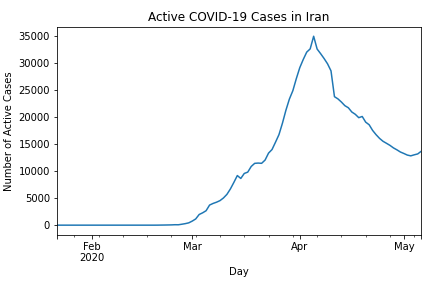 Active COVID-19 Cases in Iran
Number of Active Cases
35000
30000
25000
20000
15000
10000
5000
0
Feb
2020
Mar
Apr
May
Day